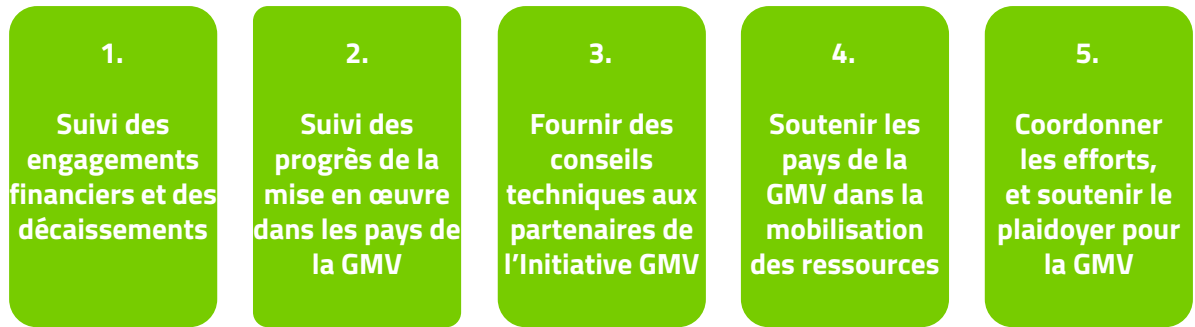 1.
Suivi des
engagements
financiers et des
décaissements
2.
Suivi des
progrès de la
mise en œuvre
dans les pays de
la GMV
3.
Fournir des
conseils
techniques aux
partenaires de
l’Initiative GMV
4.
Soutenir les
pays de la
GMV dans la
mobilisation
des ressources
5.
Coordonner
les efforts,
et soutenir le
plaidoyer pour
la GMV